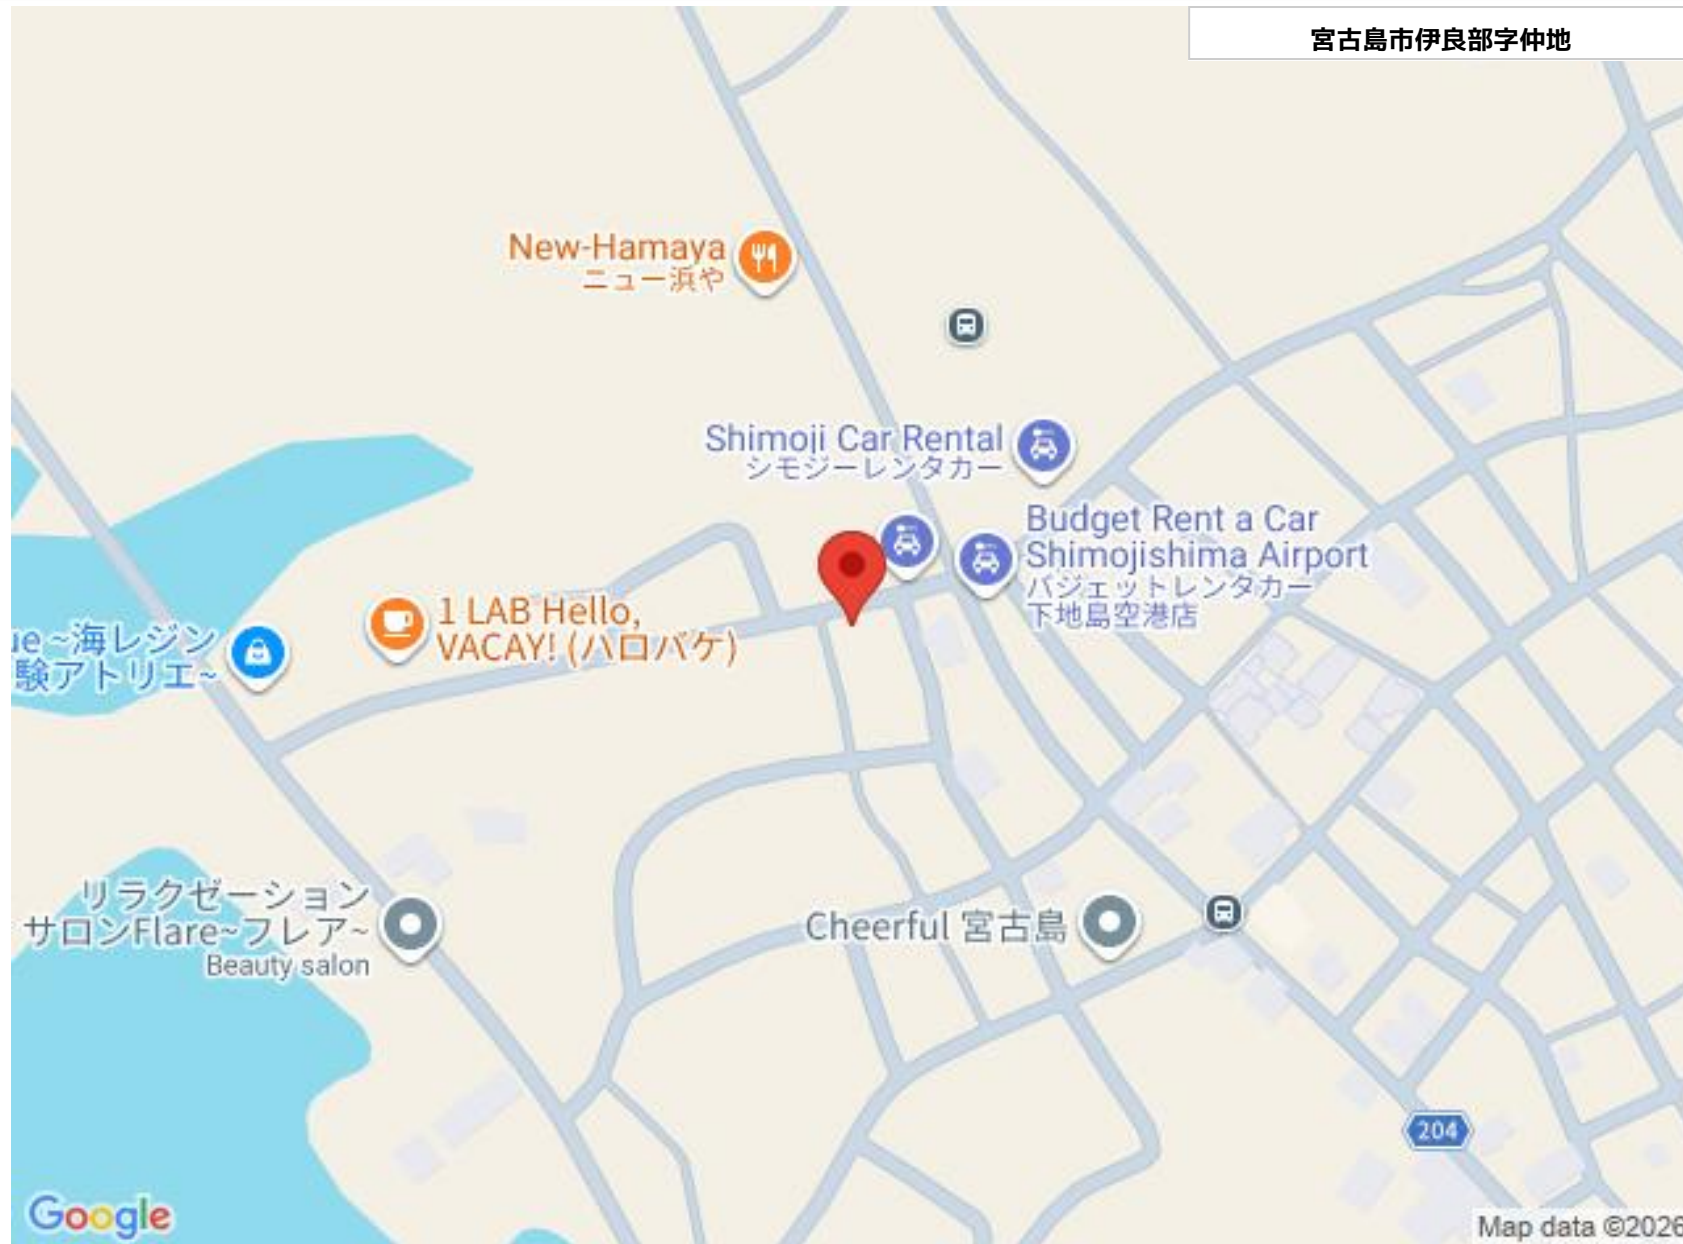 宮古島市伊良部字仲地
New-Hamaya
ニュー浜や
Shimoji Car Rental
シモジーレンタカー
Budget Rent a Car
Shimojishima Airport
バジェットレンタカー
下地島空港店
1 LAB Hello,
VACAY! (ハロバケ)
ue ~海レジン
験アトリエ~
リラクゼーション
サロンFlare~フレア~
Beauty salon
Cheerful 宮古島
204
Google
Map data ©2026